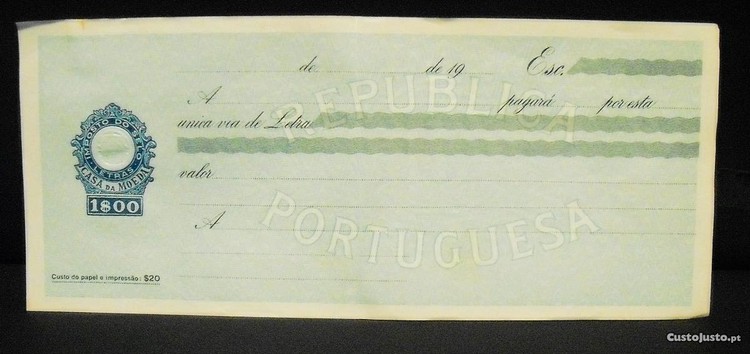 de de 19 Esc.
A pagará por esta
unica via de Letra
valor
A
REPUBLICA
PORTUGUESA
IMPOSTO DO SELO
LETRAS
CASA DA MOEDA
1$00
Custo do papel e impressão: $20
CustoJusto.pt